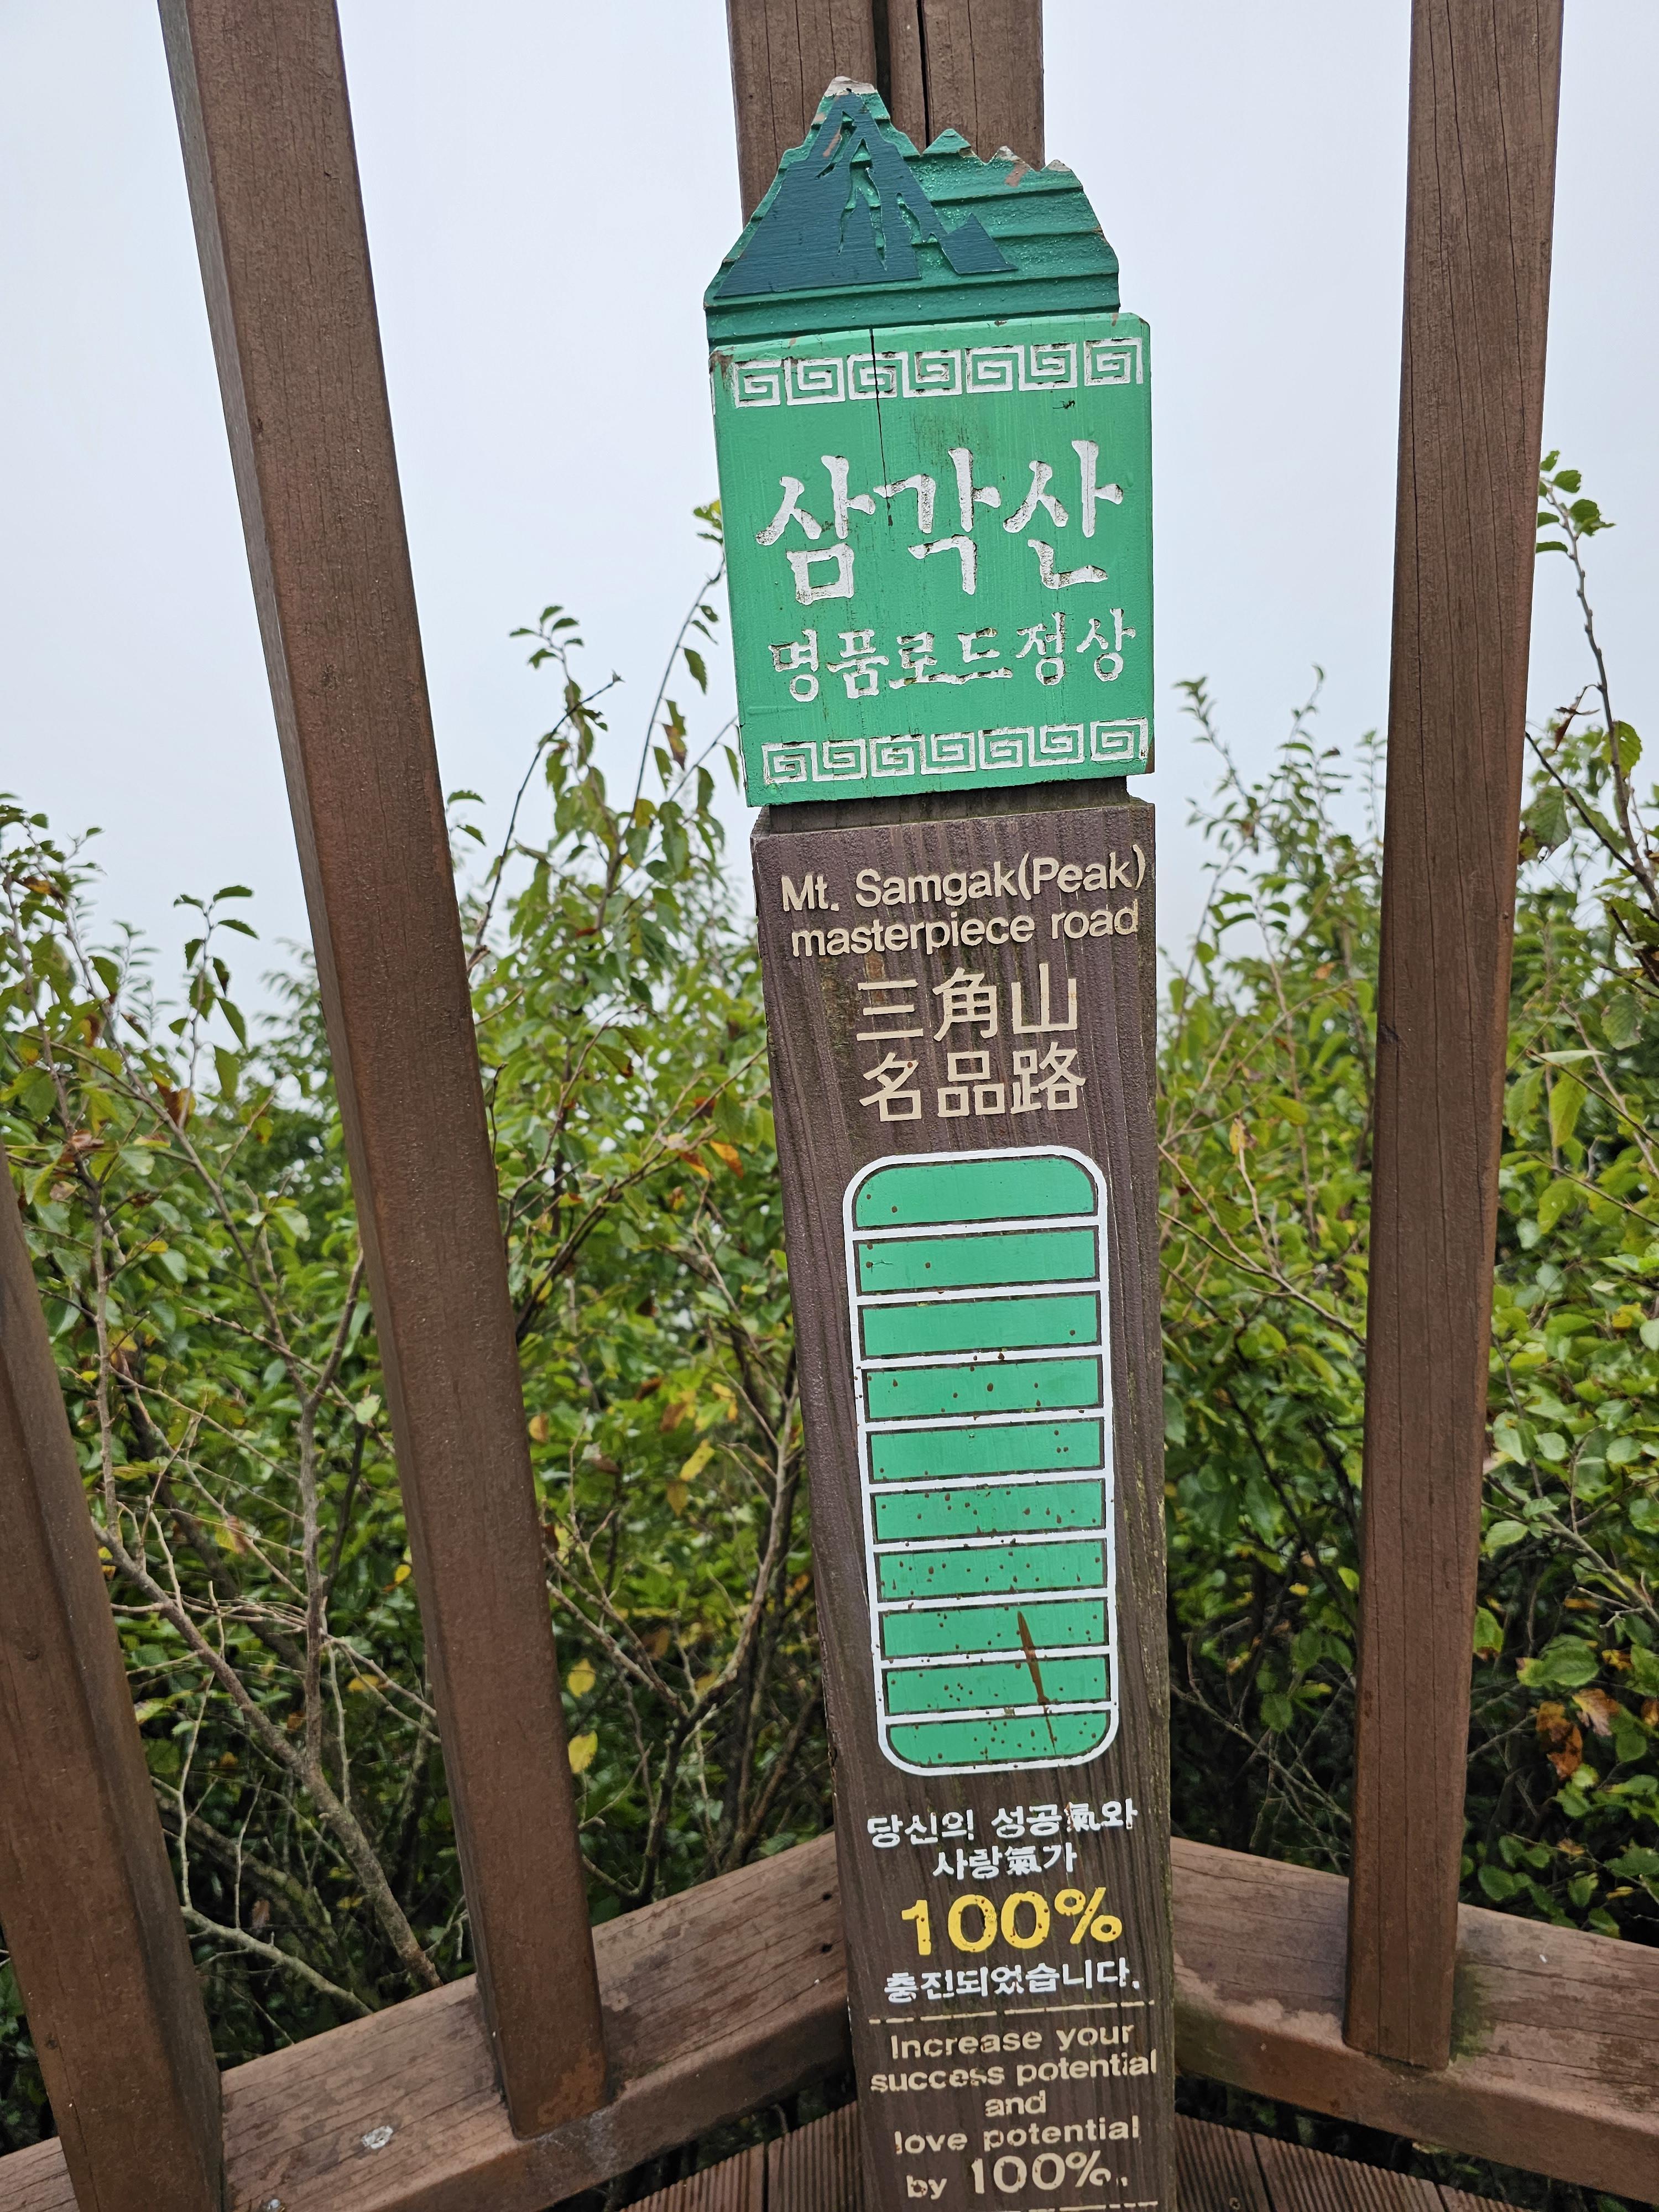 삼각산
명품로드정상
Mt. Samgak(Peak)
masterpiece road
三角山
名品路
당신의 성공氣와
사랑氣가
100%
충전되었습니다.
Increase your
success potential
and
love potential
by 100%.